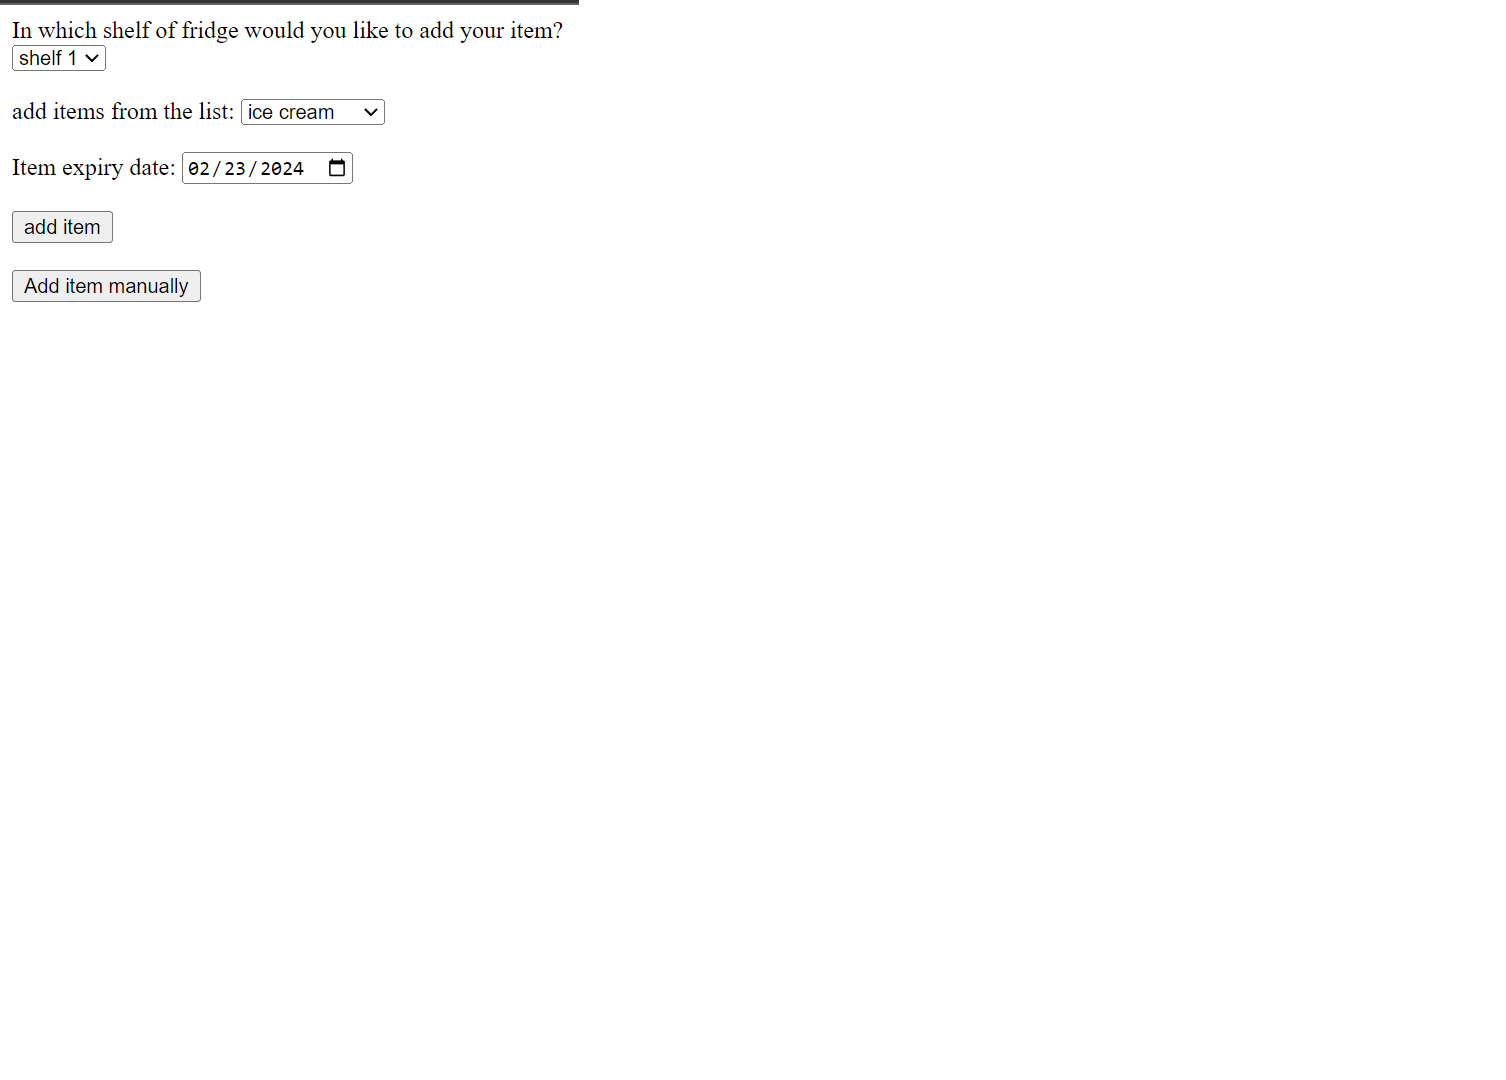 In which shelf of fridge would you like to add your item?
shelf 1
add items from the list: ice cream
Item expiry date: 02/23/2024
add item
Add item manually